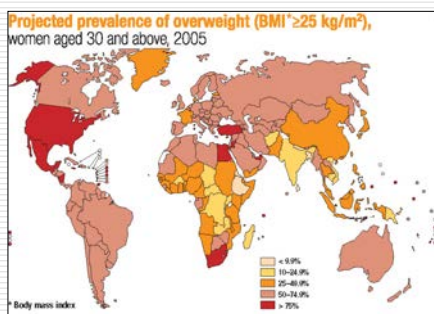 Projected prevalence of overweight (BMI*≥25 kg/m²),
women aged 30 and above, 2005
< 9.9%
10–24.9%
25–49.9%
50–74.9%
> 75%
* Body mass index